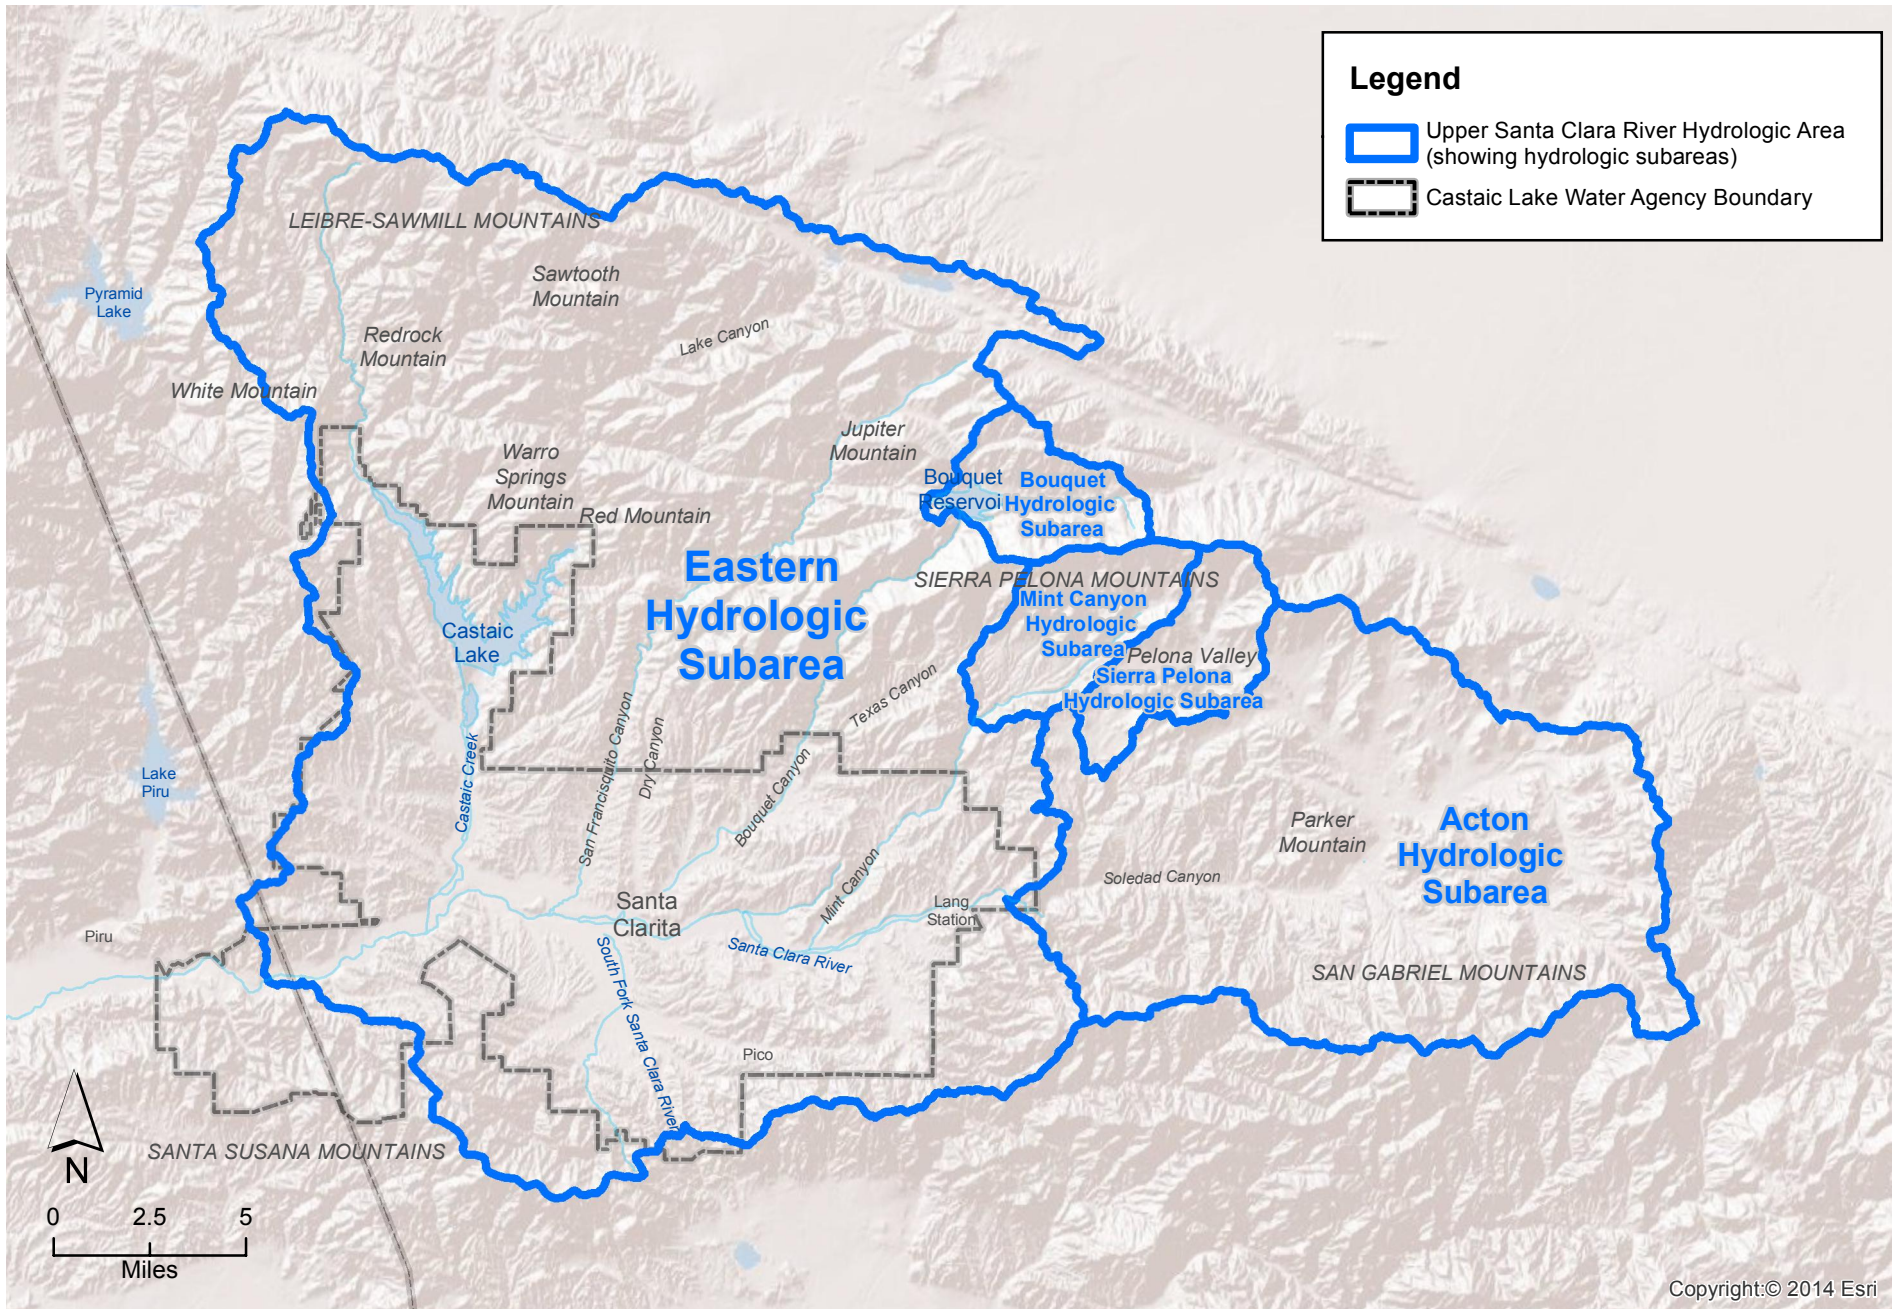 Legend
Upper Santa Clara River Hydrologic Area
(showing hydrologic subareas)
Castaic Lake Water Agency Boundary
LEIBRE-SAWMILL MOUNTAINS
Sawtooth
Mountain
Pyramid
Lake
Redrock
Mountain
Lake Canyon
White Mountain
Jupiter
Mountain
Warro
Springs
Mountain
Red Mountain
Bouquet
Reservoi
Bouquet
Hydrologic
Subarea
Eastern
Hydrologic
Subarea
SIERRA PELONA MOUNTAINS
Mint Canyon
Hydrologic
Subarea
Castaic
Lake
Pelona Valley
Sierra Pelona
Hydrologic Subarea
Texas Canyon
San Francisquito Canyon
Dry Canyon
Castaic Creek
Bouquet Canyon
Lake
Piru
Parker
Mountain
Acton
Hydrologic
Subarea
Mint Canyon
Soledad Canyon
Santa
Clarita
Lang
Station
Piru
Santa Clara River
South Fork Santa Clara River
SAN GABRIEL MOUNTAINS
Pico
SANTA SUSANA MOUNTAINS
N
0 2.5 5
Miles
Copyright:© 2014 Esri